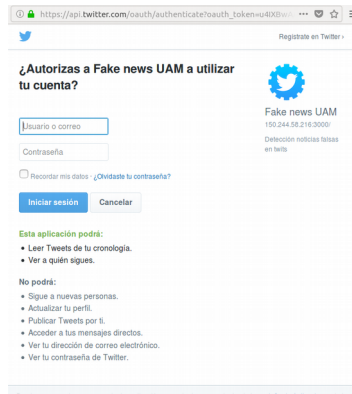 https://api.twitter.com/oauth/authenticate?oauth_token=u4IXBw
Regístrate en Twitter ›
¿Autorizas a Fake news UAM a utilizar
tu cuenta?
Usuario o correo
Contraseña
Recordar mis datos · ¿Olvidaste tu contraseña?
Iniciar sesión
Cancelar
Fake news UAM
150.244.58.216:3000/
Detección noticias falsas
en twits
Esta aplicación podrá:
• Leer Tweets de tu cronología.
• Ver a quién sigues.
No podrá:
• Sigue a nuevas personas.
• Actualizar tu perfil.
• Publicar Tweets por ti.
• Acceder a tus mensajes directos.
• Ver tu dirección de correo electrónico.
• Ver tu contraseña de Twitter.